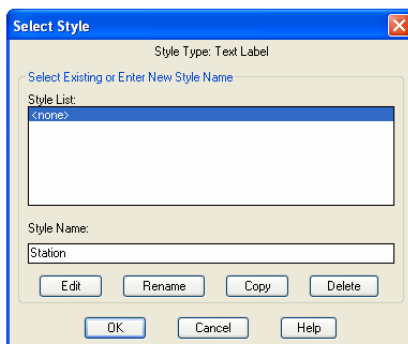 Select Style
Style Type: Text Label
Select Existing or Enter New Style Name
Style List:
<none>
Style Name:
Station
Edit Rename Copy Delete
OK Cancel Help